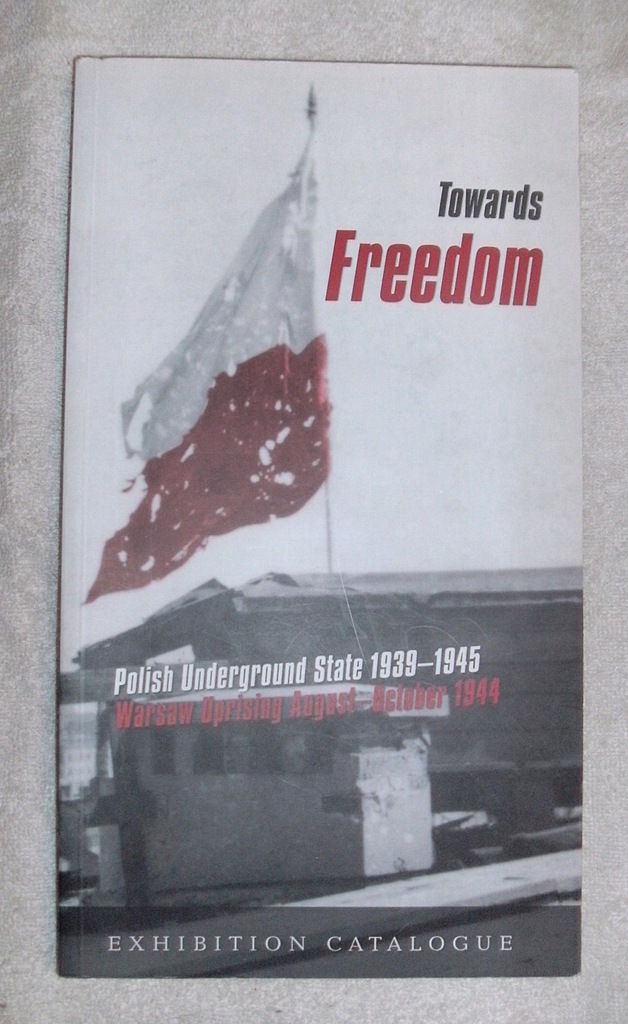 Towards
Freedom
Polish Underground State 1939–1945
Warsaw Uprising August–October 1944
EXHIBITION CATALOGUE